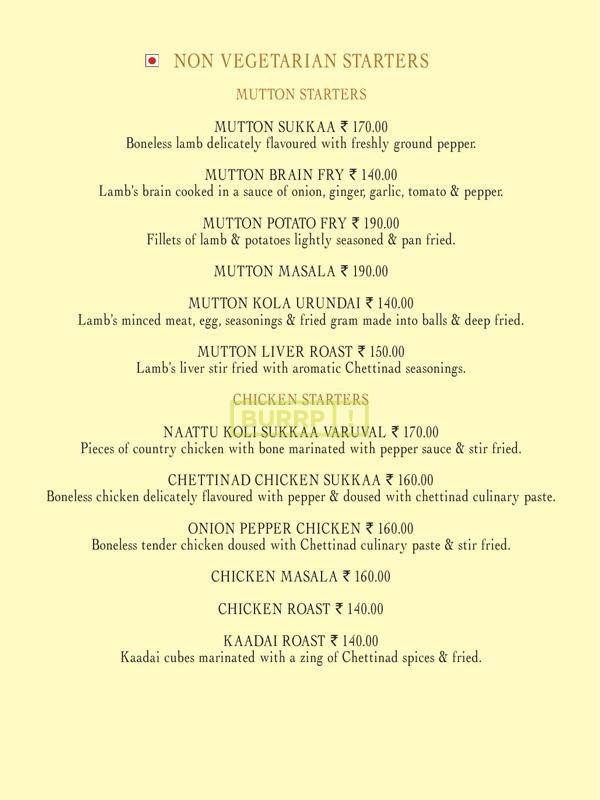 NON VEGETARIAN STARTERS
MUTTON STARTERS
MUTTON SUKKAA ₹ 170.00
Boneless lamb delicately flavoured with freshly ground pepper.
MUTTON BRAIN FRY ₹ 140.00
Lamb's brain cooked in a sauce of onion, ginger, garlic, tomato & pepper.
MUTTON POTATO FRY ₹ 190.00
Fillets of lamb & potatoes lightly seasoned & pan fried.
MUTTON MASALA ₹ 190.00
MUTTON KOLA URUNDAI ₹ 140.00
Lamb's minced meat, egg, seasonings & fried gram made into balls & deep fried.
MUTTON LIVER ROAST ₹ 150.00
Lamb's liver stir fried with aromatic Chettinad seasonings.
CHICKEN STARTERS
BURRP !
NAATTU KOLI SUKKAA VARUVAL ₹ 170.00
Pieces of country chicken with bone marinated with pepper sauce & stir fried.
CHETTINAD CHICKEN SUKKAA ₹ 160.00
Boneless chicken delicately flavoured with pepper & doused with chettinad culinary paste.
ONION PEPPER CHICKEN ₹ 160.00
Boneless tender chicken doused with Chettinad culinary paste & stir fried.
CHICKEN MASALA ₹ 160.00
CHICKEN ROAST ₹ 140.00
KAADAI ROAST ₹ 140.00
Kaadai cubes marinated with a zing of Chettinad spices & fried.